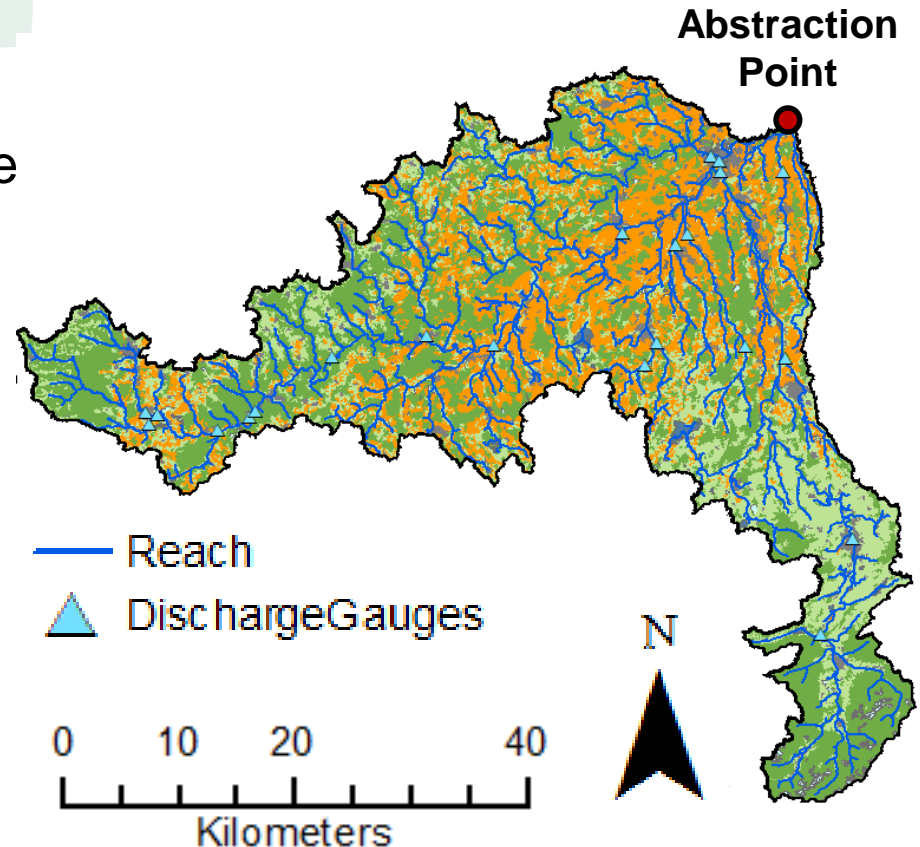 Abstraction
Point
e
Reach
DischargeGauges
N
0 10 20 40
Kilometers